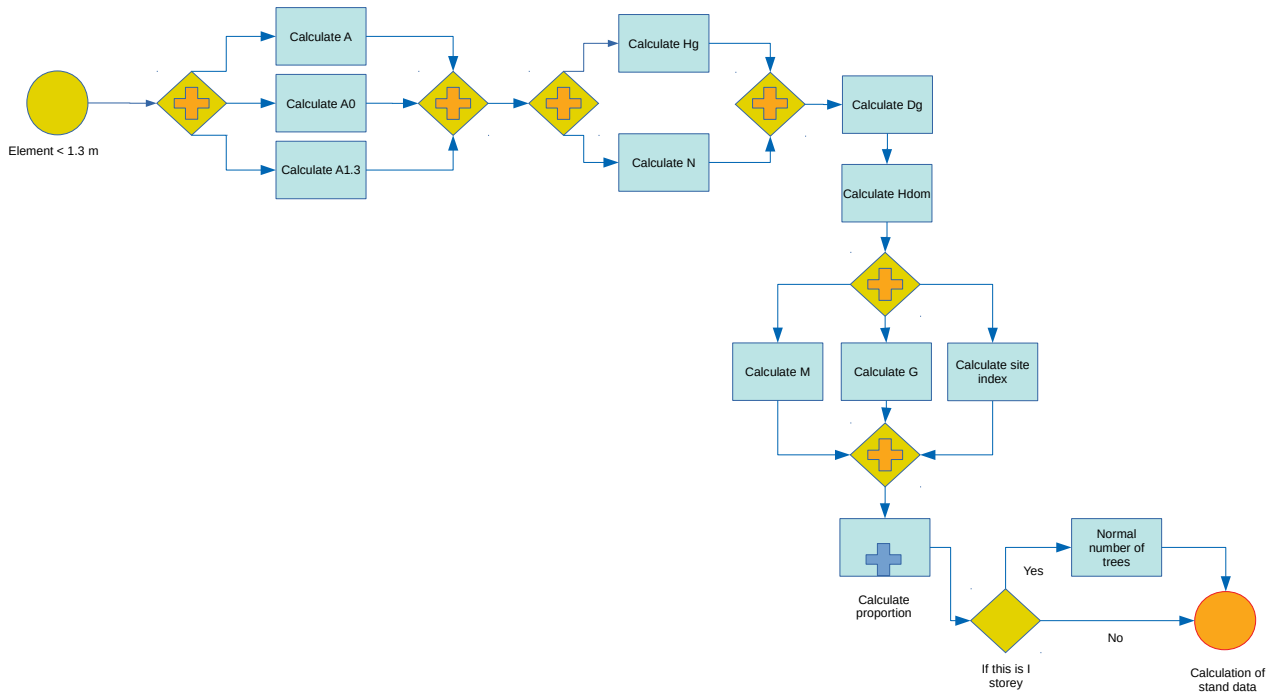 Calculate A
Calculate A0
Calculate A1.3
Element < 1.3 m
Calculate Hg
Calculate N
Calculate Dg
Calculate Hdom
Calculate M
Calculate G
Calculate site
index
Calculate
proportion
If this is I
storey
Yes
No
Normal
number of
trees
Calculation of
stand data